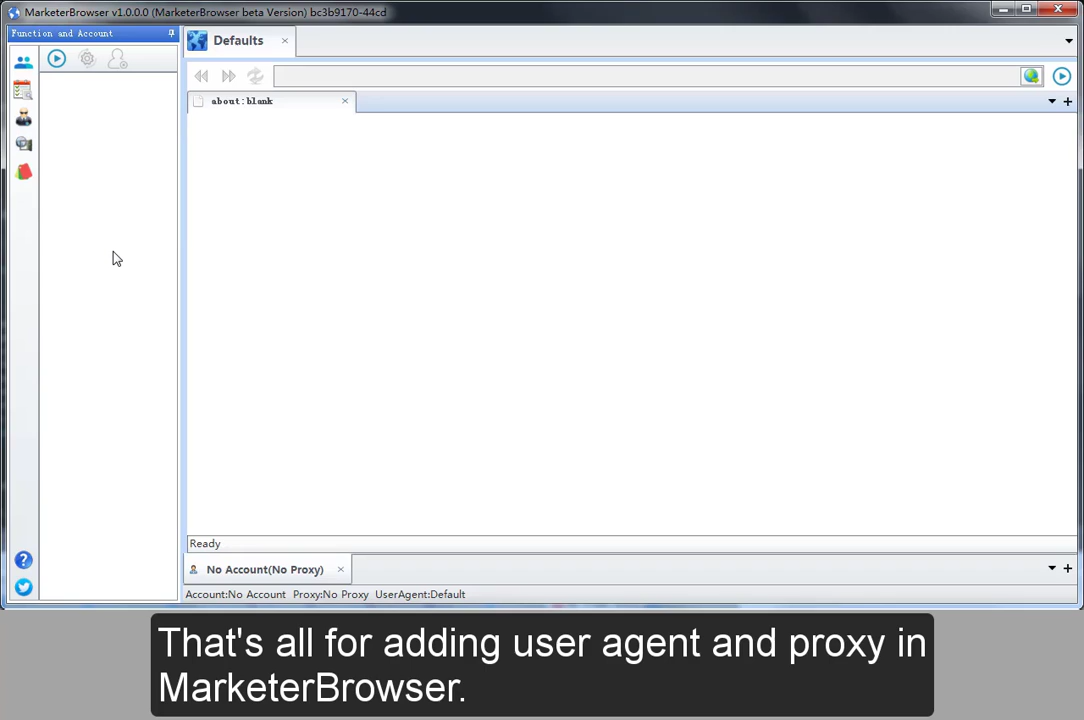 MarketerBrowser v1.0.0.0 (MarketerBrowser beta Version) bc3b9170-44cd
Function and Account
Defaults
about:blank
Ready
No Account(No Proxy)
Account:No Account Proxy:No Proxy UserAgent:Default
That's all for adding user agent and proxy in
MarketerBrowser.